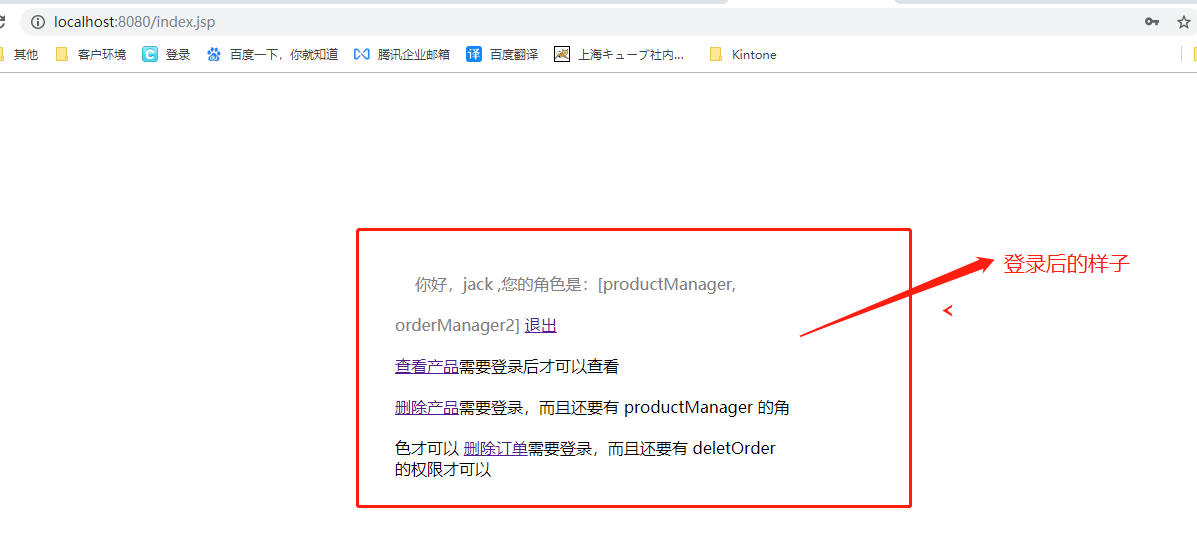 localhost:8080/index.jsp
其他 客户环境 登录 百度一下，你就知道 腾讯企业邮箱 百度翻译 上海キューブ社内... Kintone
登录后的样子
你好，jack ,您的角色是：[productManager,
orderManager2] 退出
查看产品需要登录后才可以查看
删除产品需要登录，而且还要有 productManager 的角
色才可以 删除订单需要登录，而且还要有 deletOrder
的权限才可以